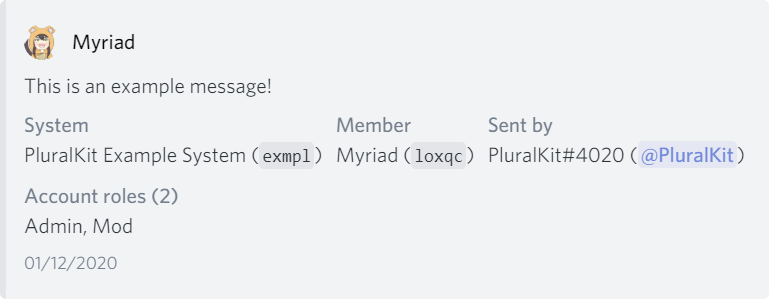 Myriad
This is an example message!
System Member Sent by
PluralKit Example System (exmpl) Myriad (loxqc) PluralKit#4020 (@PluralKit)
Account roles (2)
Admin, Mod
01/12/2020